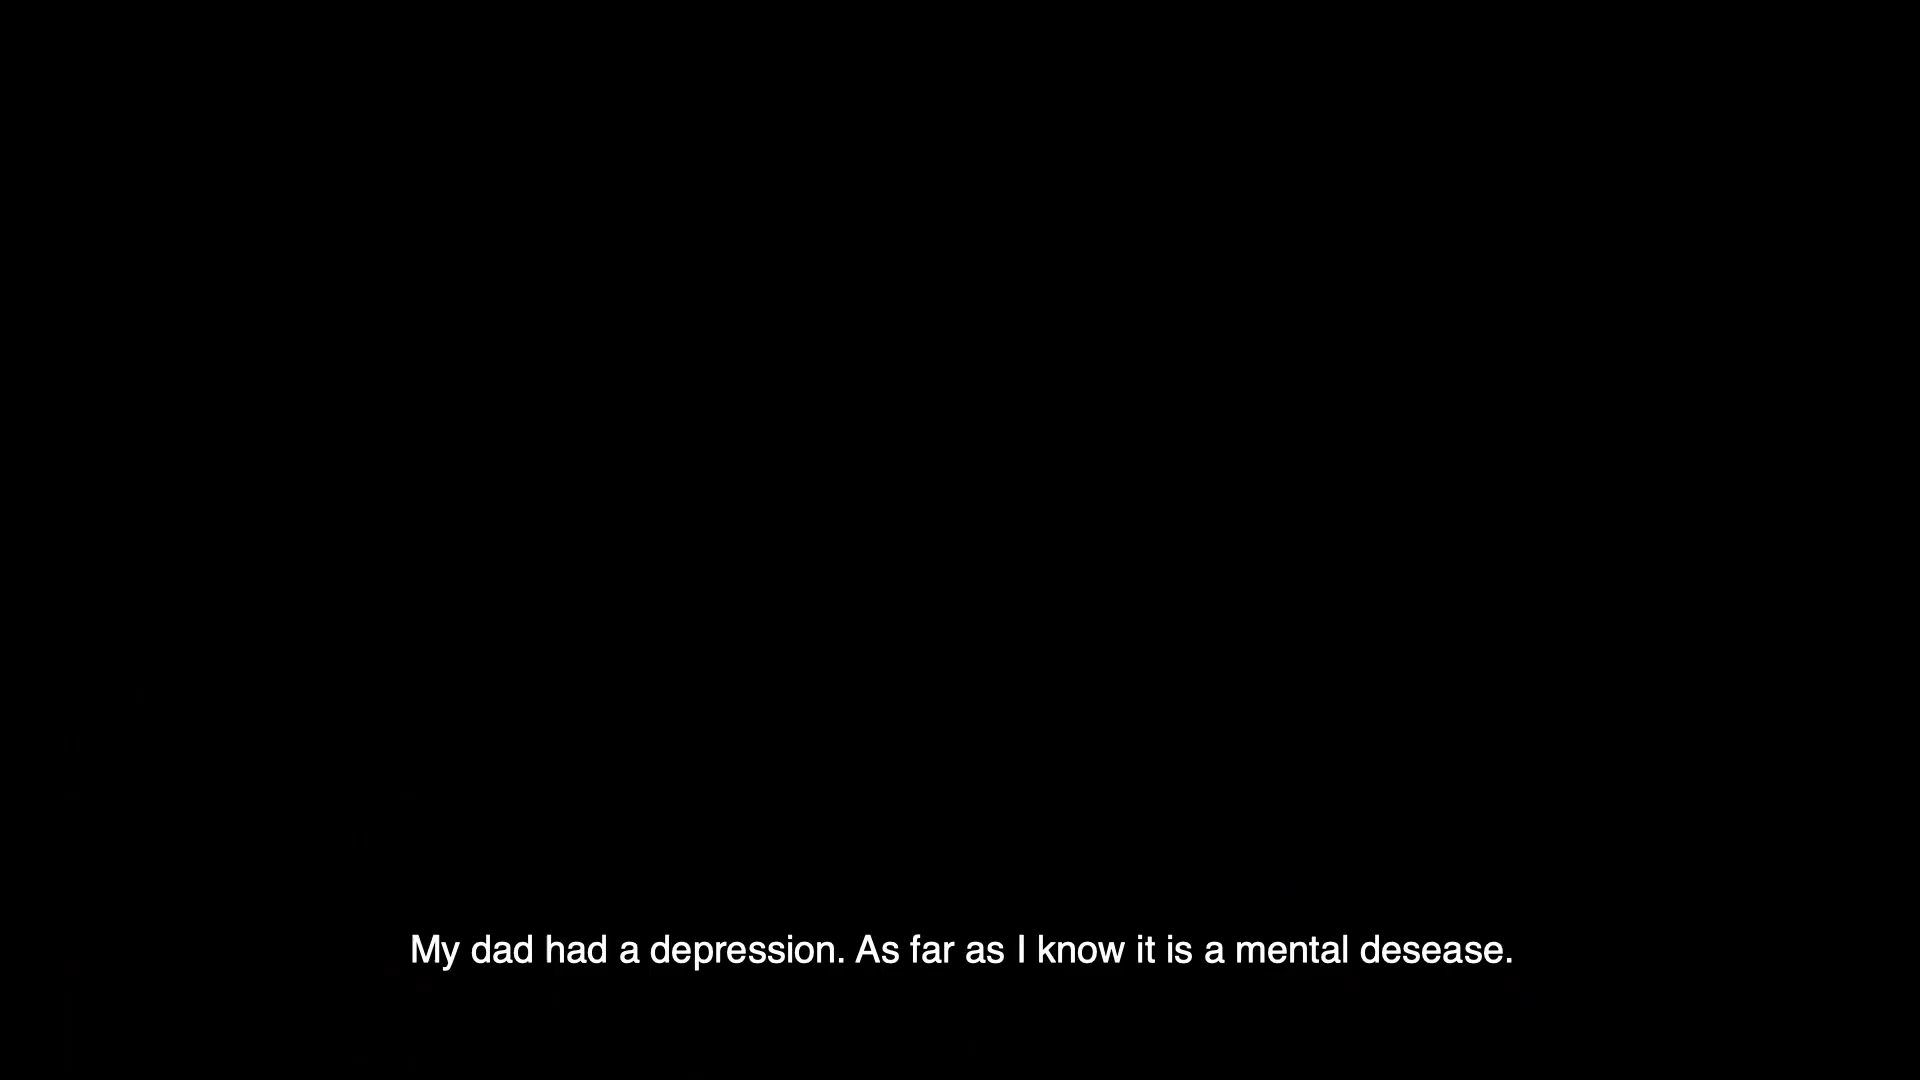 My dad had a depression. As far as I know it is a mental desease.